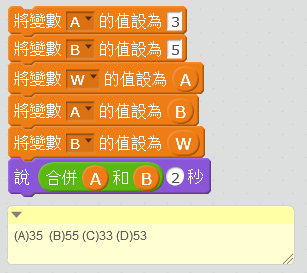 將變數 A 的值設為 3
將變數 B 的值設為 5
將變數 W 的值設為 A
將變數 A 的值設為 B
將變數 B 的值設為 W
說 合併 A 和 B 2 秒
(A)35 (B)55 (C)33 (D)53